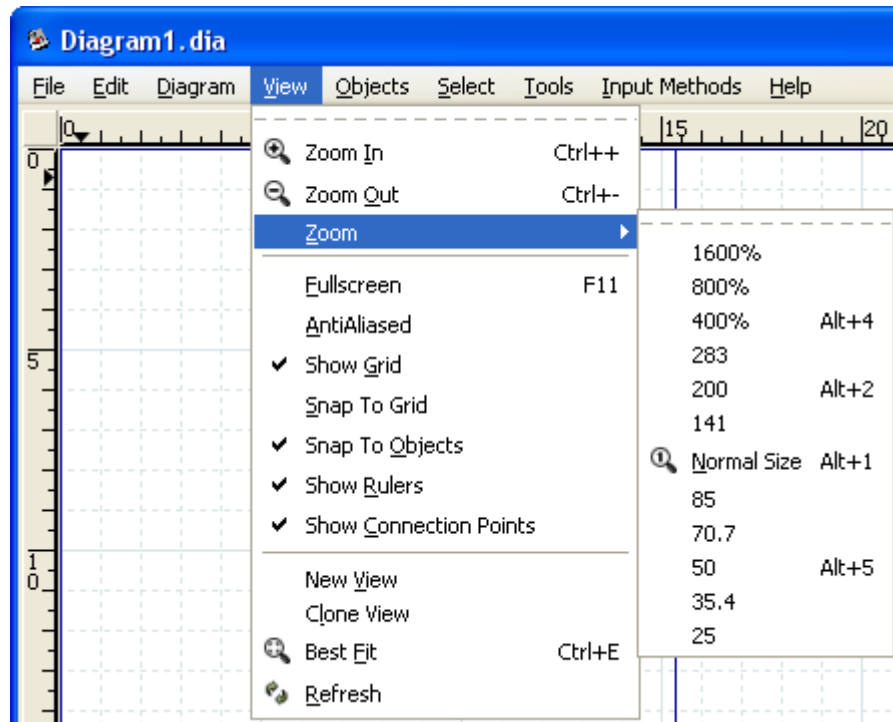 Diagram1.dia
File Edit Diagram View Objects Select Tools Input Methods Help
0 15 20
0
5
10
Zoom In Ctrl++
Zoom Out Ctrl+-
Zoom
Fullscreen F11
AntiAliased
Show Grid
Snap To Grid
Snap To Objects
Show Rulers
Show Connection Points
New View
Clone View
Best Fit Ctrl+E
Refresh
1600%
800%
400% Alt+4
283
200 Alt+2
141
Normal Size Alt+1
85
70.7
50 Alt+5
35.4
25